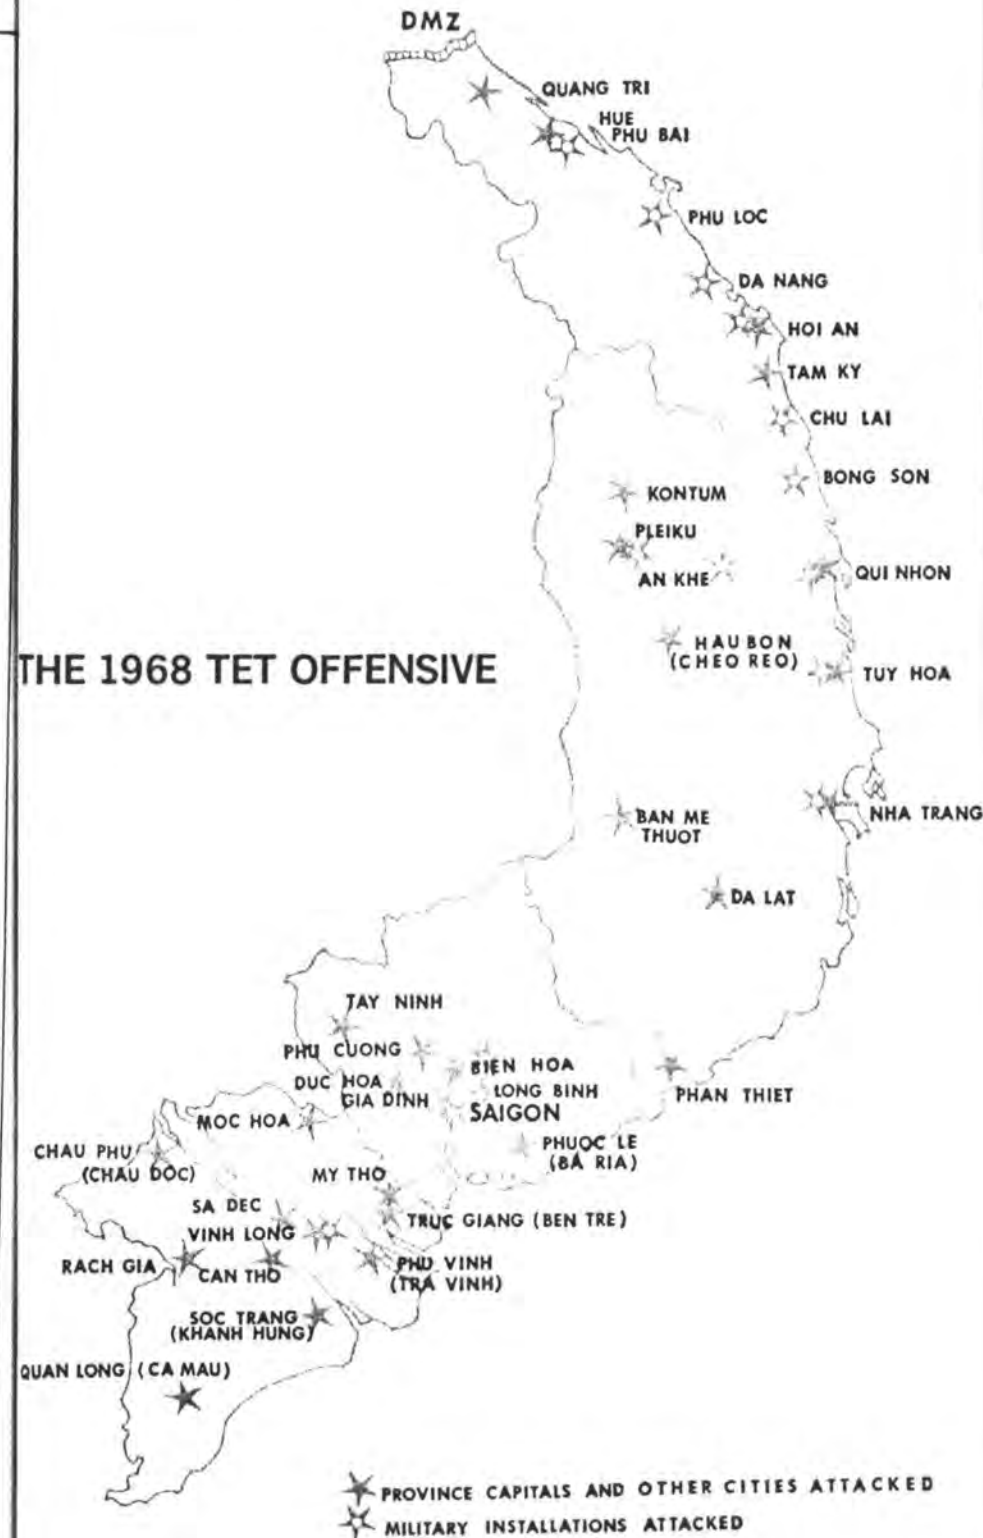 DMZ
QUANG TRI
HUE
PHU BAI
PHU LOC
DA NANG
HOI AN
TAM KY
CHU LAI
BONG SON
KONTUM
PLEIKU
AN KHE
QUI NHON
HAU BON
(CHEO REO)
THE 1968 TET OFFENSIVE
TUY HOA
NHA TRANG
BAN ME
THUOT
DA LAT
TAY NINH
PHU CUONG
BIEN HOA
DUC HOA
LONG BINH
GIA DINH
SAIGON
PHAN THIET
MOC HOA
CHAU PHU
(CHAU DOC)
PHUOC LE
(BA RIA)
MY THO
SA DEC
TRUC GIANG (BEN TRE)
VINH LONG
RACH GIA
CAN THO
PHU VINH
(TRA VINH)
SOC TRANG
(KHANH HUNG)
QUAN LONG (CA MAU)
PROVINCE CAPITALS AND OTHER CITIES ATTACKED
MILITARY INSTALLATIONS ATTACKED